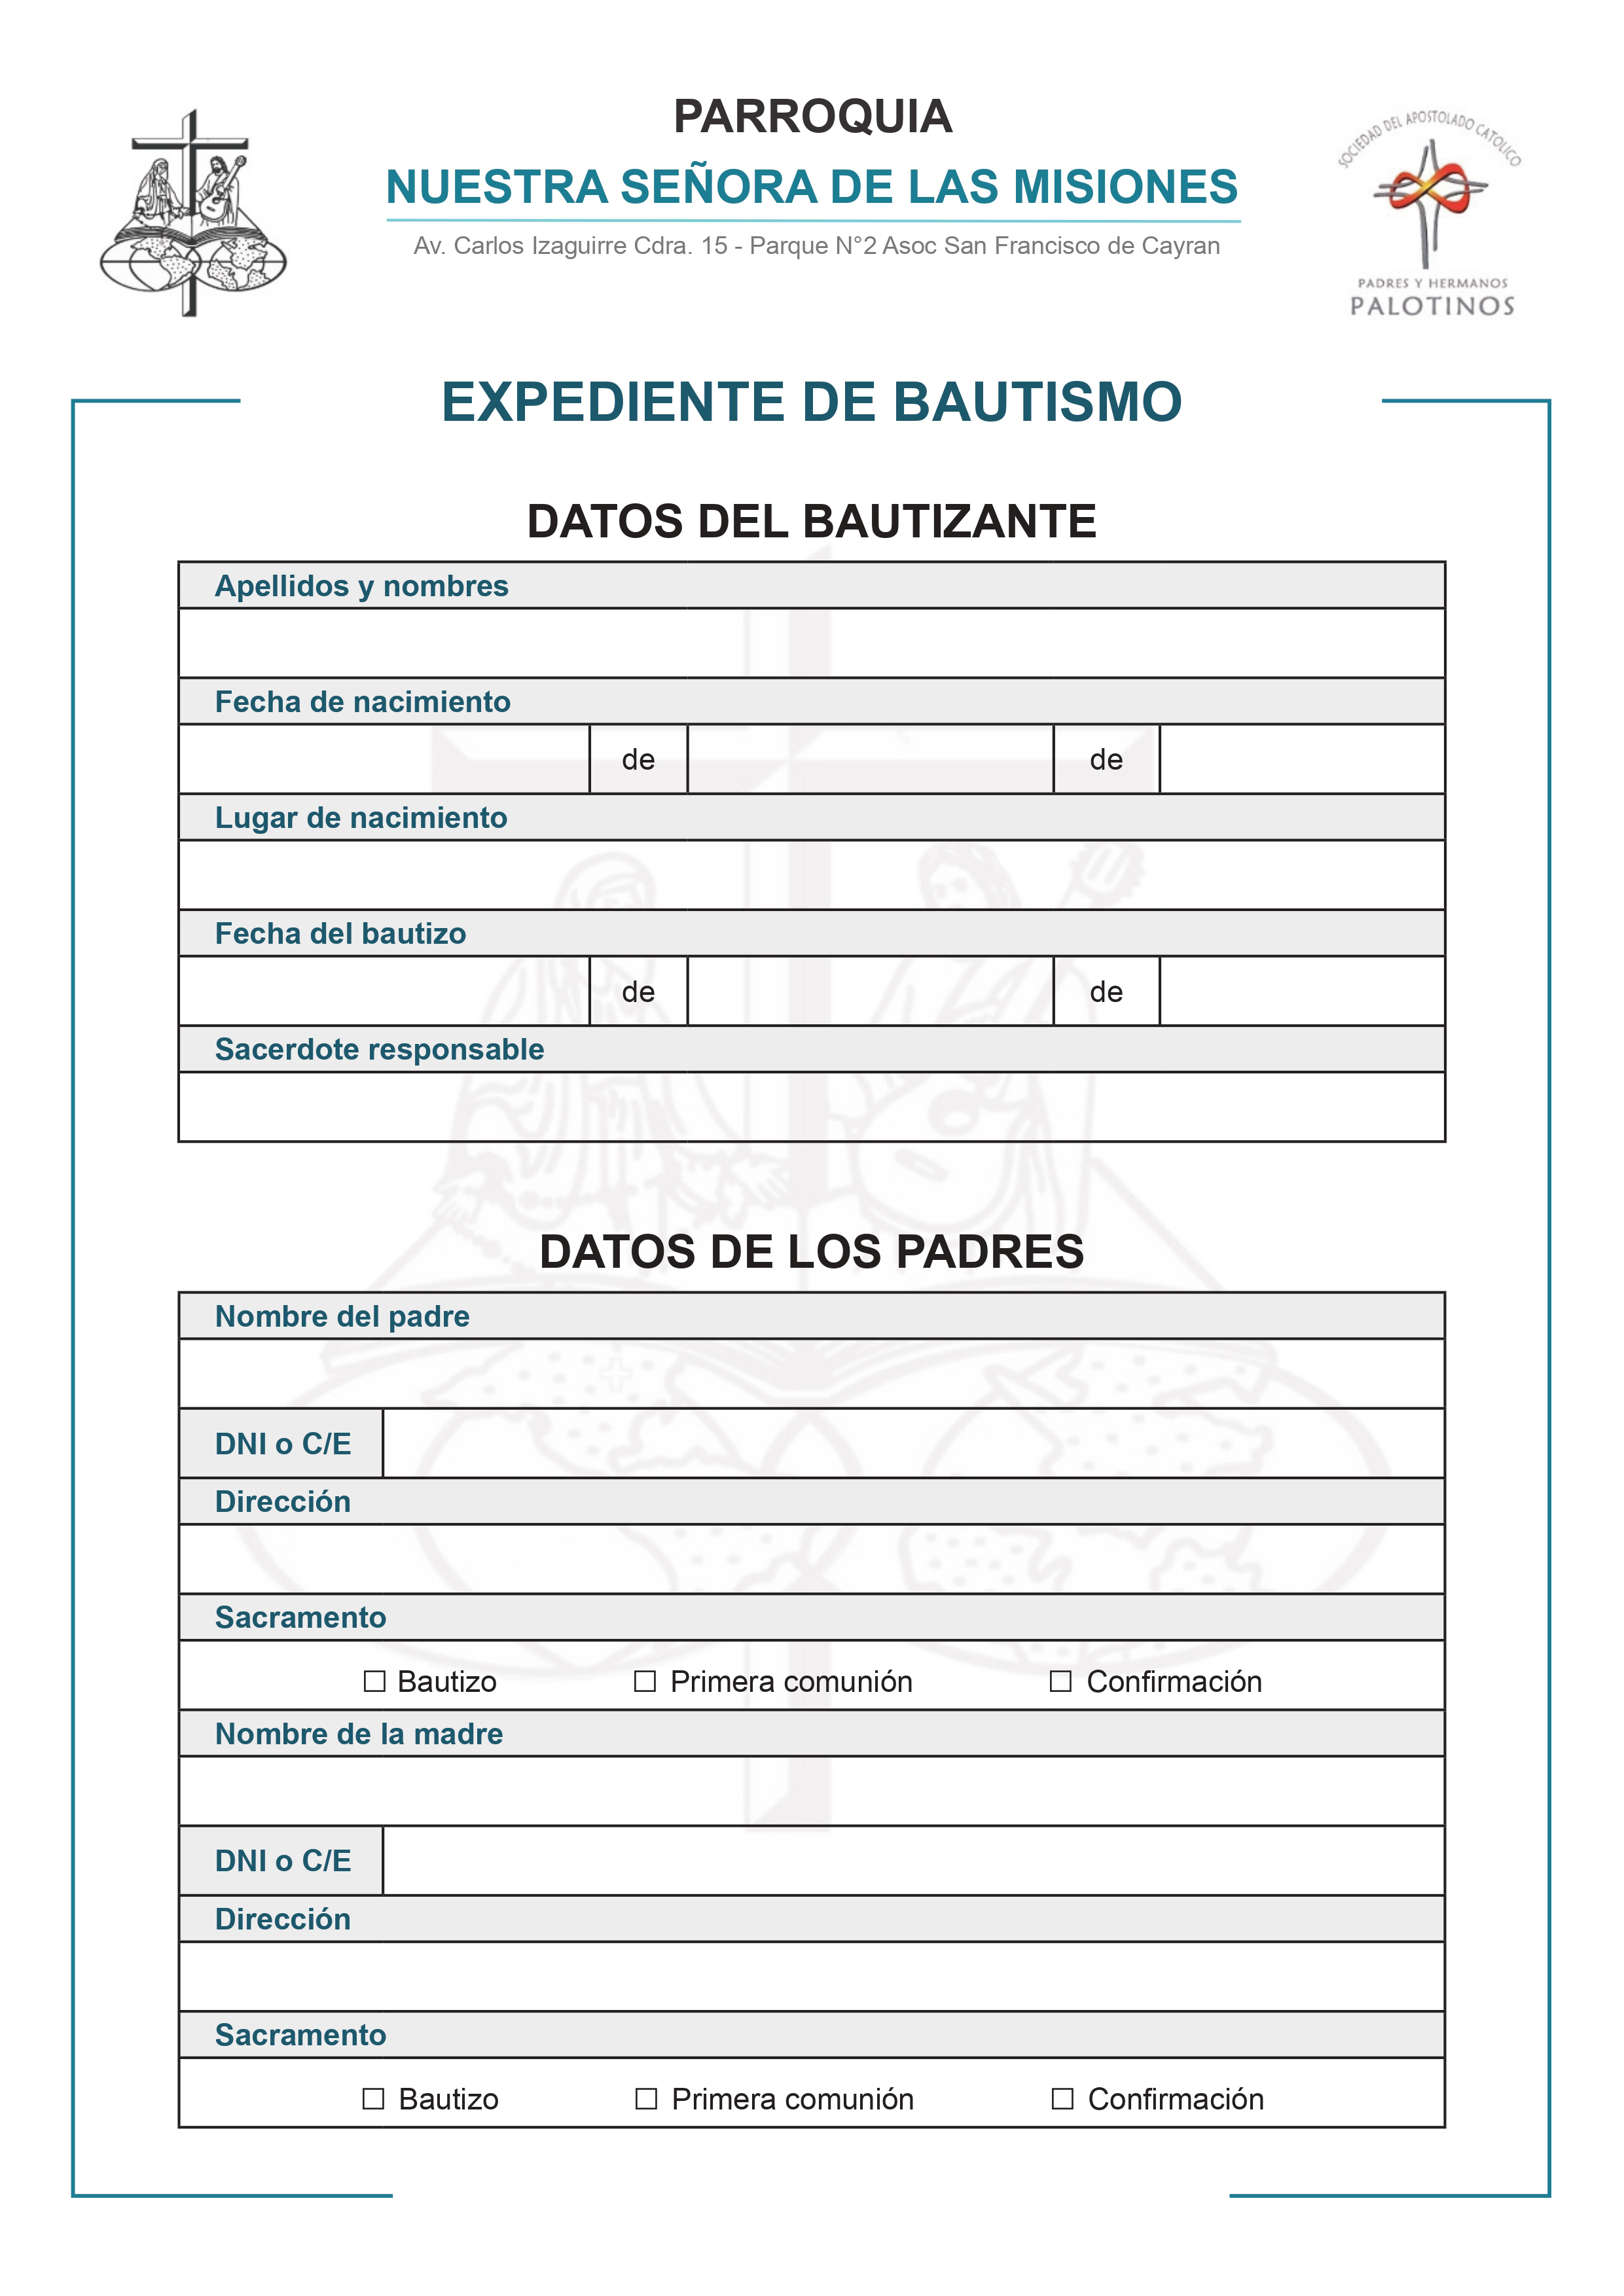 PARROQUIA
NUESTRA SEÑORA DE LAS MISIONES
Av. Carlos Izaguirre Cdra. 15 - Parque N°2 Asoc San Francisco de Cayran
SOCIEDAD DEL APOSTOLADO CATOLICO
PADRES Y HERMANOS
PALOTINOS
EXPEDIENTE DE BAUTISMO
DATOS DEL BAUTIZANTE
Apellidos y nombres
Fecha de nacimiento
de de
Lugar de nacimiento
Fecha del bautizo
de de
Sacerdote responsable
DATOS DE LOS PADRES
Nombre del padre
DNI o C/E
Dirección
Sacramento
☐ Bautizo ☐ Primera comunión ☐ Confirmación
Nombre de la madre
DNI o C/E
Dirección
Sacramento
☐ Bautizo ☐ Primera comunión ☐ Confirmación